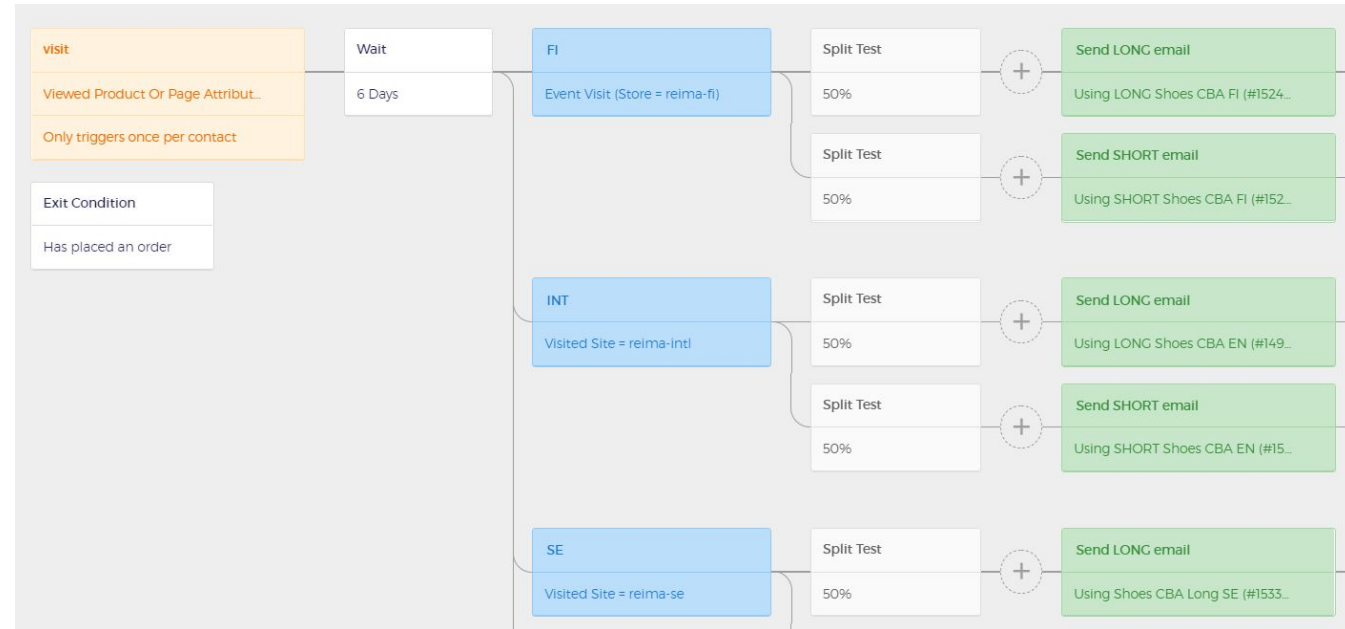 visit
Viewed Product Or Page Attribut...
Only triggers once per contact
Exit Condition
Has placed an order
Wait
6 Days
FI
Event Visit (Store = reima-fi)
Split Test
50%
Send LONG email
Using LONG Shoes CBA FI (#1524...
Split Test
50%
Send SHORT email
Using SHORT Shoes CBA FI (#152...
INT
Visited Site = reima-intl
Split Test
50%
Send LONG email
Using LONG Shoes CBA EN (#149...
Split Test
50%
Send SHORT email
Using SHORT Shoes CBA EN (#15...
SE
Visited Site = reima-se
Split Test
50%
Send LONG email
Using Shoes CBA Long SE (#1533...